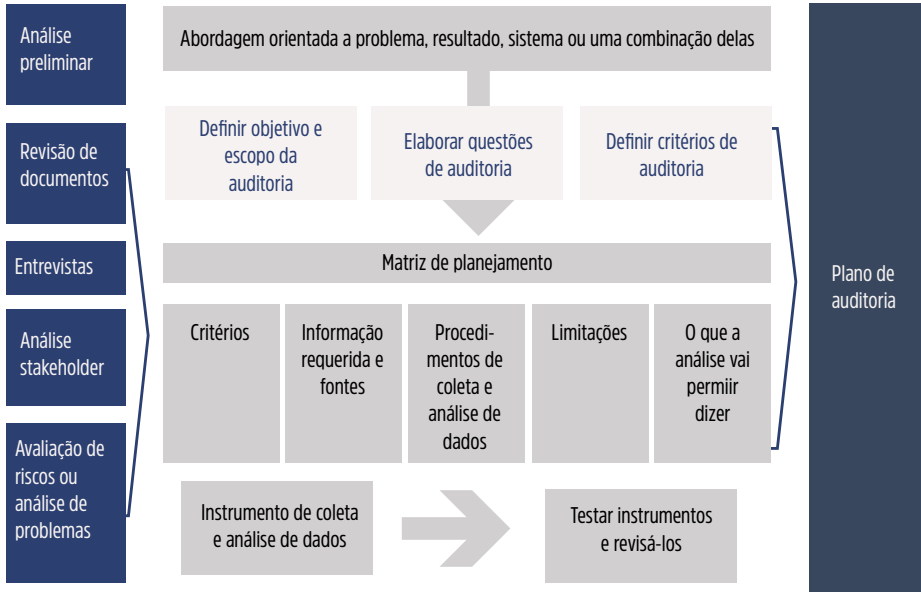 Análise
preliminar
Revisão de
documentos
Entrevistas
Análise
stakeholder
Avaliação de
riscos ou
análise de
problemas
Abordagem orientada a problema, resultado, sistema ou uma combinação delas
Definir objetivo e
escopo da
auditoria
Elaborar questões
de auditoria
Definir critérios de
auditoria
Matriz de planejamento
Critérios
Informação
requerida e
fontes
Procedi-
mentos de
coleta e
análise de
dados
Limitações
O que a
análise vai
permiir
dizer
Instrumento de coleta
e análise de dados
Testar instrumentos
e revisá-los
Plano de
auditoria